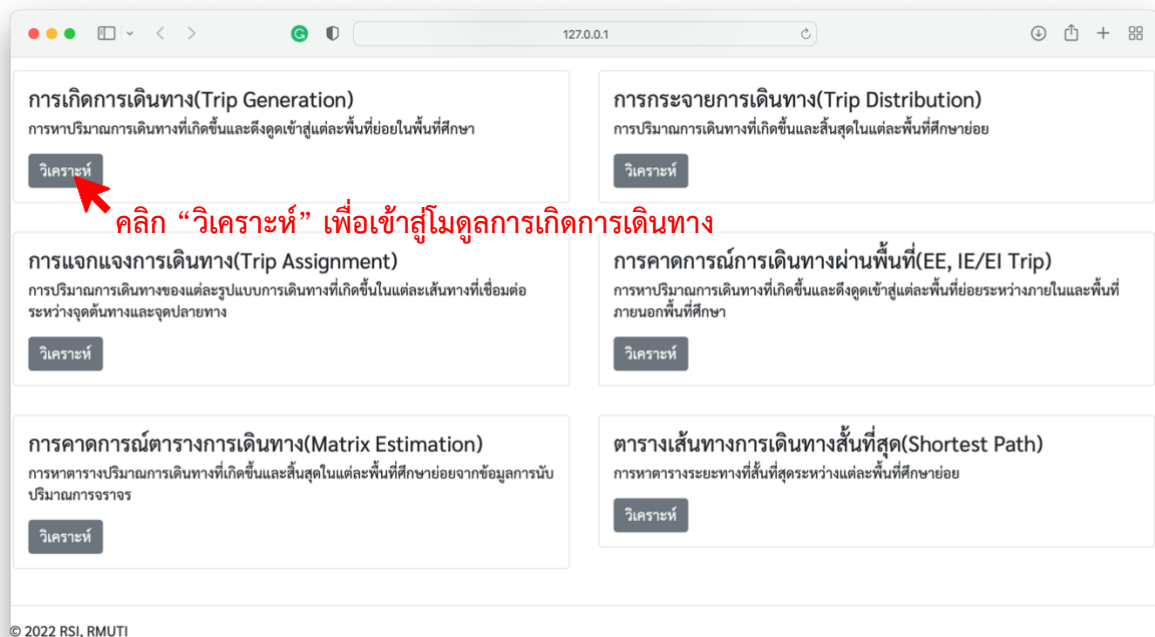 127.0.0.1
การเกิดการเดินทาง(Trip Generation)
การหาปริมาณการเดินทางที่เกิดขึ้นและดึงดูดเข้าสู่แต่ละพื้นที่ย่อยในพื้นที่ศึกษา
วิเคราะห์
การกระจายการเดินทาง(Trip Distribution)
การปริมาณการเดินทางที่เกิดขึ้นและสิ้นสุดในแต่ละพื้นที่ศึกษาย่อย
วิเคราะห์
คลิก “วิเคราะห์” เพื่อเข้าสู่โมดูลการเกิดการเดินทาง
การแจกแจงการเดินทาง(Trip Assignment)
การปริมาณการเดินทางของแต่ละรูปแบบการเดินทางที่เกิดขึ้นในแต่ละเส้นทางที่เชื่อมต่อ
ระหว่างจุดต้นทางและจุดปลายทาง
วิเคราะห์
การคาดการณ์การเดินทางผ่านพื้นที่(EE, IE/EI Trip)
การหาปริมาณการเดินทางที่เกิดขึ้นและดึงดูดเข้าสู่แต่ละพื้นที่ย่อยระหว่างภายในและพื้นที่
ภายนอกพื้นที่ศึกษา
วิเคราะห์
การคาดการณ์ตารางการเดินทาง(Matrix Estimation)
การหาตารางปริมาณการเดินทางที่เกิดขึ้นและสิ้นสุดในแต่ละพื้นที่ศึกษาย่อยจากข้อมูลการนับ
ปริมาณการจราจร
วิเคราะห์
ตารางเส้นทางการเดินทางสั้นที่สุด(Shortest Path)
การหาตารางระยะทางที่สั้นที่สุดระหว่างแต่ละพื้นที่ศึกษาย่อย
วิเคราะห์
© 2022 RSI, RMUTI